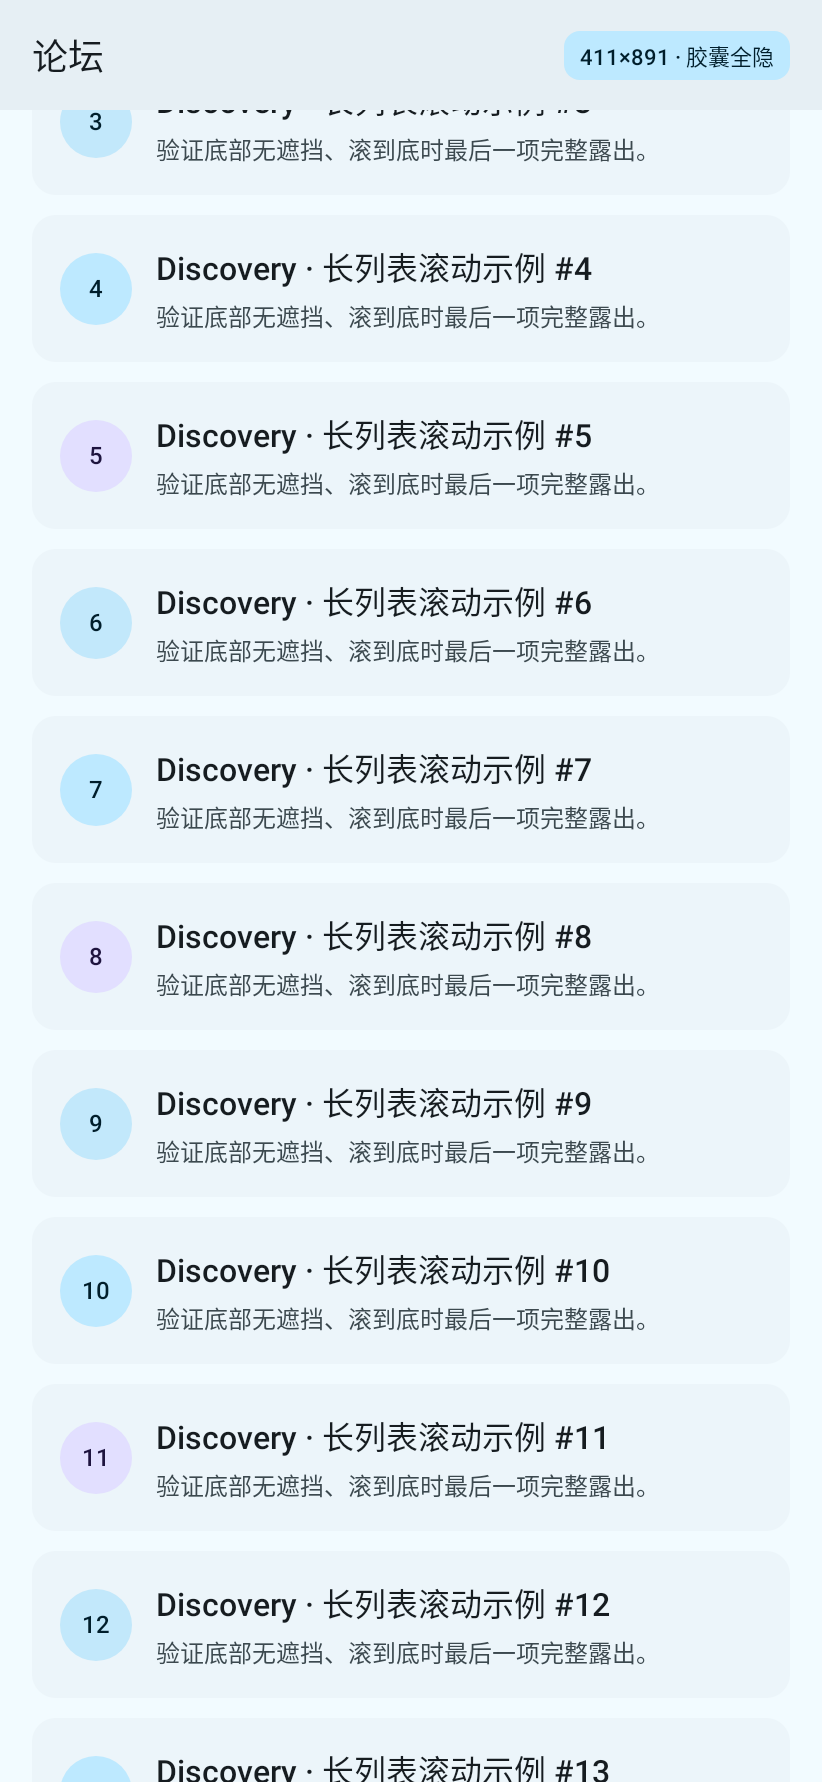 论坛
411×891 · 胶囊全隐
3
Discovery · 长列表滚动示例 #3
验证底部无遮挡、滚到底时最后一项完整露出。
4
Discovery · 长列表滚动示例 #4
验证底部无遮挡、滚到底时最后一项完整露出。
5
Discovery · 长列表滚动示例 #5
验证底部无遮挡、滚到底时最后一项完整露出。
6
Discovery · 长列表滚动示例 #6
验证底部无遮挡、滚到底时最后一项完整露出。
7
Discovery · 长列表滚动示例 #7
验证底部无遮挡、滚到底时最后一项完整露出。
8
Discovery · 长列表滚动示例 #8
验证底部无遮挡、滚到底时最后一项完整露出。
9
Discovery · 长列表滚动示例 #9
验证底部无遮挡、滚到底时最后一项完整露出。
10
Discovery · 长列表滚动示例 #10
验证底部无遮挡、滚到底时最后一项完整露出。
11
Discovery · 长列表滚动示例 #11
验证底部无遮挡、滚到底时最后一项完整露出。
12
Discovery · 长列表滚动示例 #12
验证底部无遮挡、滚到底时最后一项完整露出。
Discovery · 长列表滚动示例 #13